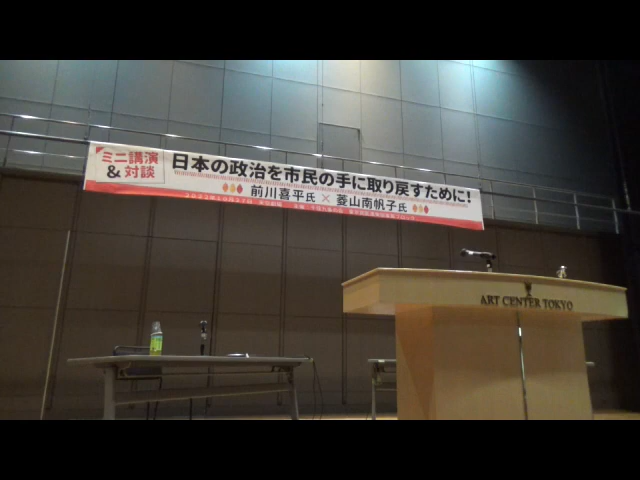 ミニ講演
&対談
日本の政治を市民の手に取り戻すために!
前川喜平氏 × 菱山南帆子氏
ART CENTER TOKYO